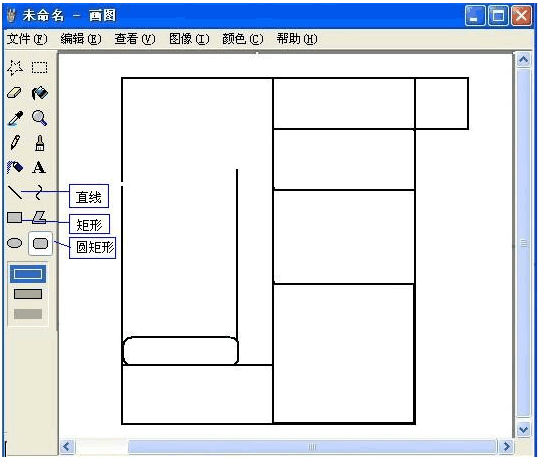 未命名 - 画图
文件(F) 编辑(E) 查看(V) 图像(I) 颜色(C) 帮助(H)
A
直线
矩形
圆矩形